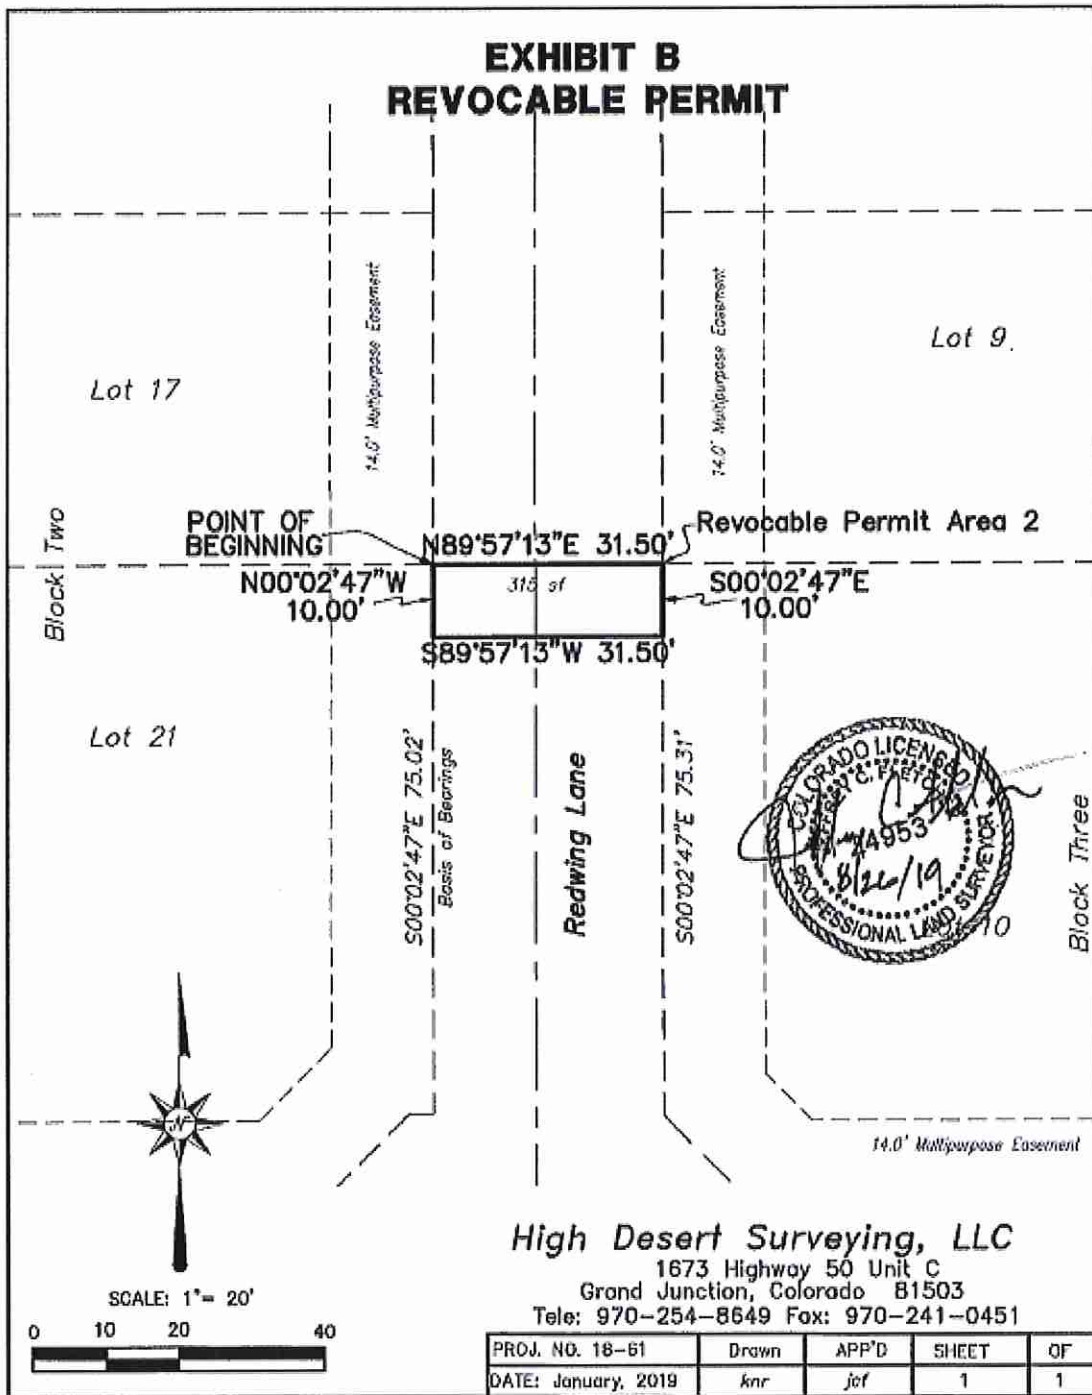 EXHIBIT B
REVOCABLE PERMIT
14.0' Multipurpose Easement
14.0' Multipurpose Easement
Lot 17
Lot 9
Block Two
POINT OF
BEGINNING
N89°57'13"E 31.50'
Revocable Permit Area 2
N00°02'47"W
10.00'
315 sf
S00°02'47"E
10.00'
S89°57'13"W 31.50'
Lot 21
S00°02'47"E 75.02'
Basis of Bearings
Redwing Lane
S00°02'47"E 75.31'
COLORADO LICENSED
JEFFREY C.
24953
8/26/19
PROFESSIONAL LAND SURVEYOR
10
Block Three
N
14.0' Multipurpose Easement
High Desert Surveying, LLC
1673 Highway 50 Unit C
Grand Junction, Colorado 81503
Tele: 970-254-8649 Fax: 970-241-0451
SCALE: 1"= 20'
0 10 20 40
PROJ. NO. 18-61 Drawn APP'D SHEET OF
DATE: January, 2019 knr jcf 1 1